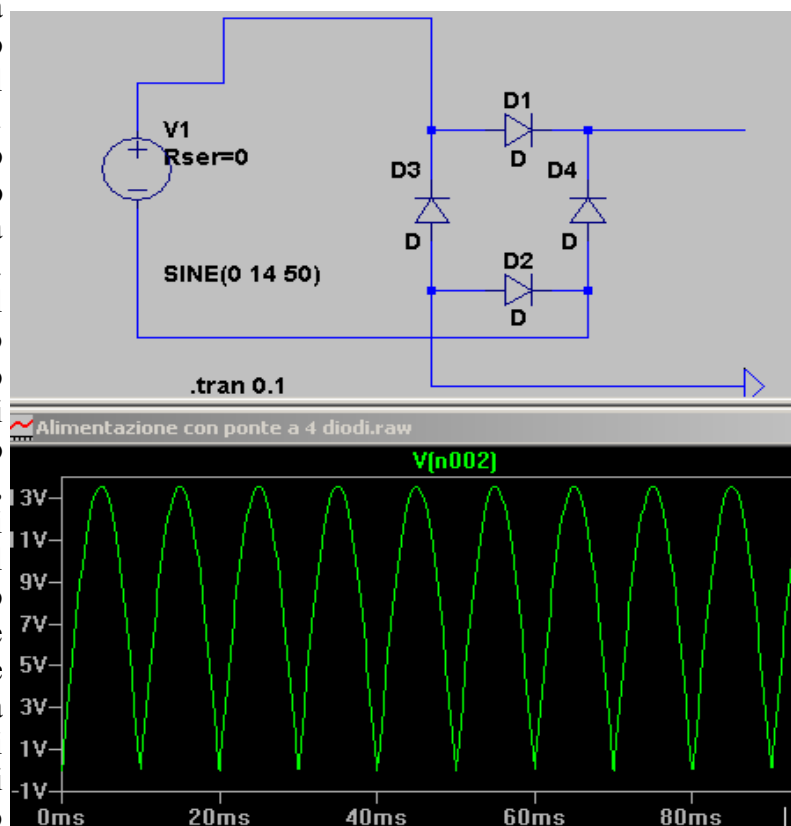 D1
V1
Rser=0
D
D3
D4
D
D
D2
SINE(0 14 50)
D
.tran 0.1
Alimentazione con ponte a 4 diodi.raw
V(n002)
13V
11V
9V
7V
5V
3V
1V
-1V
0ms 20ms 40ms 60ms 80ms